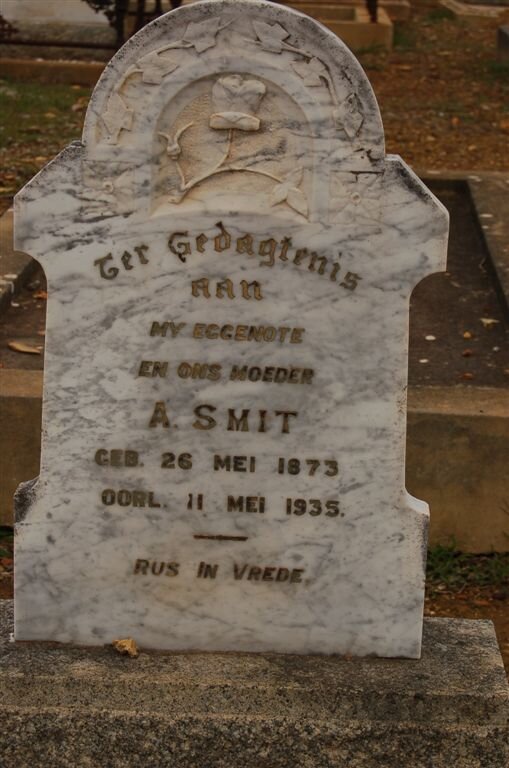 Ter Gedagtenis
aan
MY EGGENOTE
EN ONS MOEDER
A. SMIT
GEB. 26 MEI 1873
OORL. 11 MEI 1935.
RUS IN VREDE.